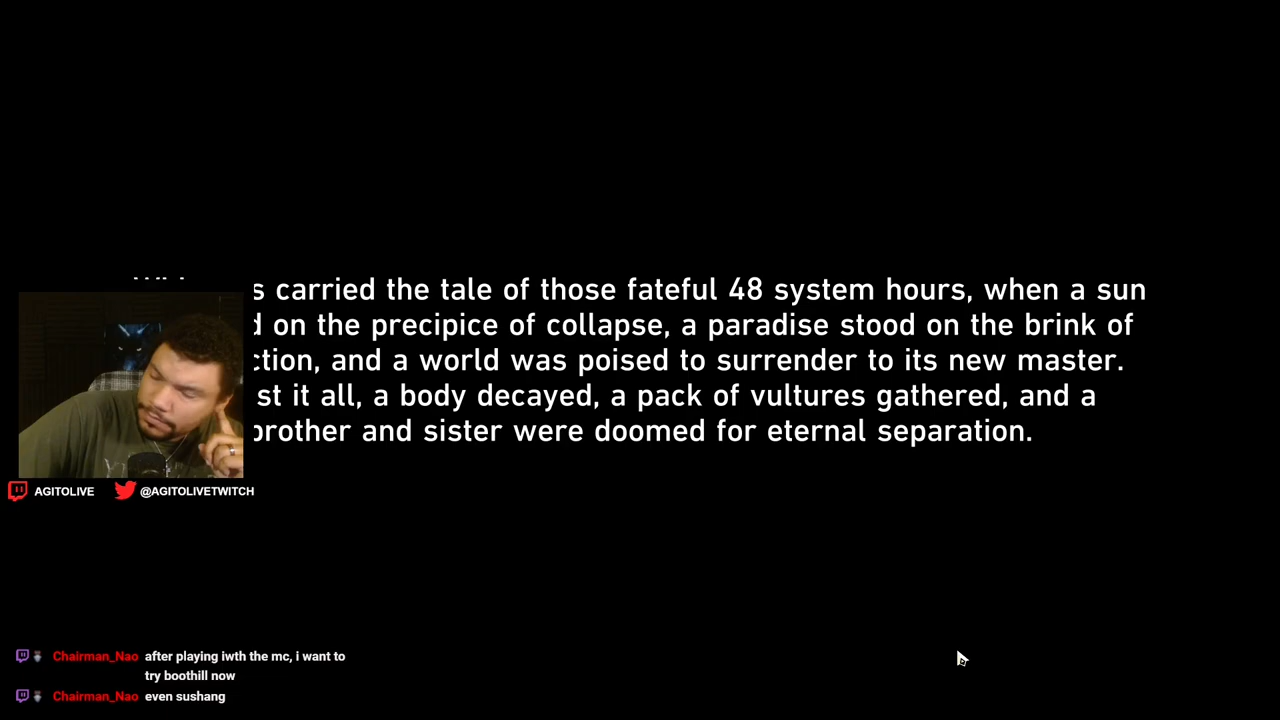 s carried the tale of those fateful 48 system hours, when a sun
d on the precipice of collapse, a paradise stood on the brink of
ction, and a world was poised to surrender to its new master.
st it all, a body decayed, a pack of vultures gathered, and a
brother and sister were doomed for eternal separation.
AGITOLIVE @AGITOLIVETWITCH
Chairman_Nao after playing iwth the mc, i want to
try boothill now
Chairman_Nao even sushang